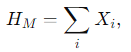 H_M = \sum_i X_i,